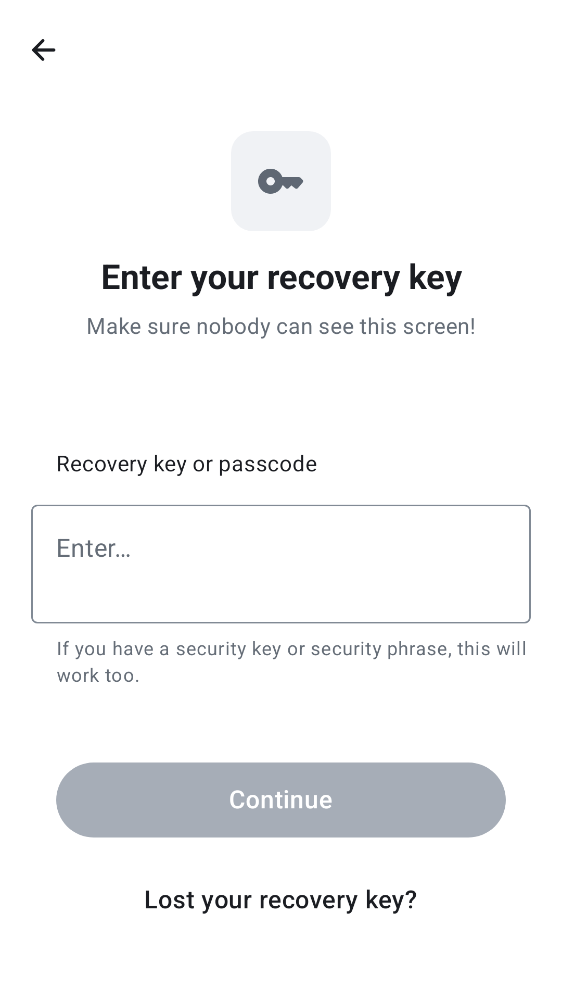 Enter your recovery key
Make sure nobody can see this screen!
Recovery key or passcode
Enter…
If you have a security key or security phrase, this will
work too.
Continue
Lost your recovery key?